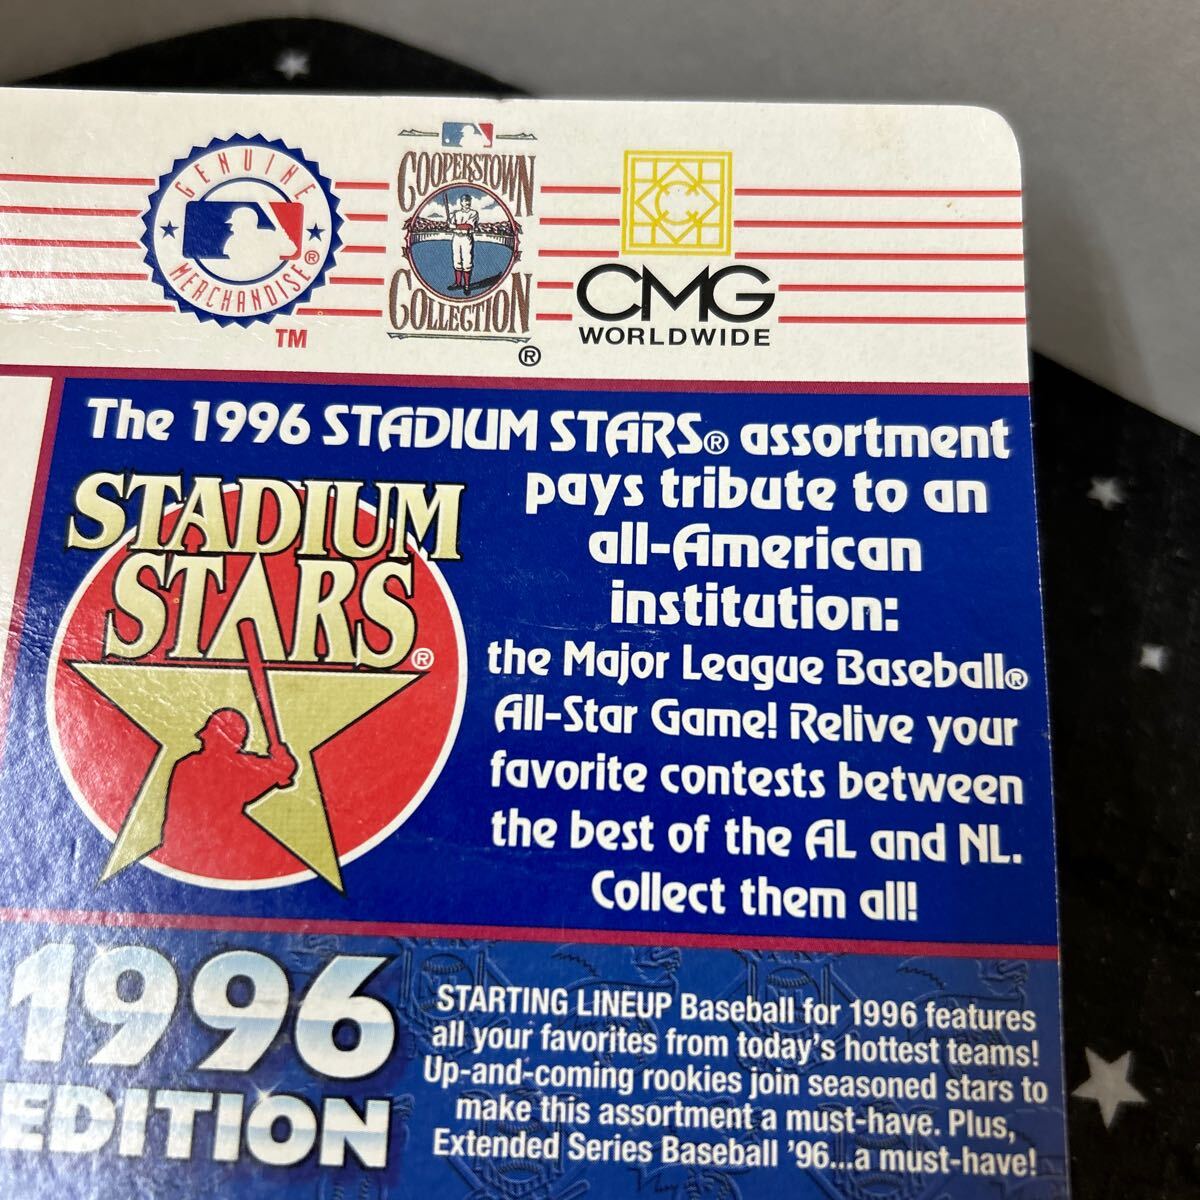 GENUINE
MERCHANDISE®
TM
COOPERSTOWN
COLLECTION
®
CMG
WORLDWIDE
The 1996 STADIUM STARS® assortment
pays tribute to an
all-American
institution:
the Major League Baseball®
All-Star Game! Relive your
favorite contests between
the best of the AL and NL.
Collect them all!
STADIUM
STARS
®
1996
EDITION
STARTING LINEUP Baseball for 1996 features
all your favorites from today's hottest teams!
Up-and-coming rookies join seasoned stars to
make this assortment a must-have. Plus,
Extended Series Baseball '96...a must-have!